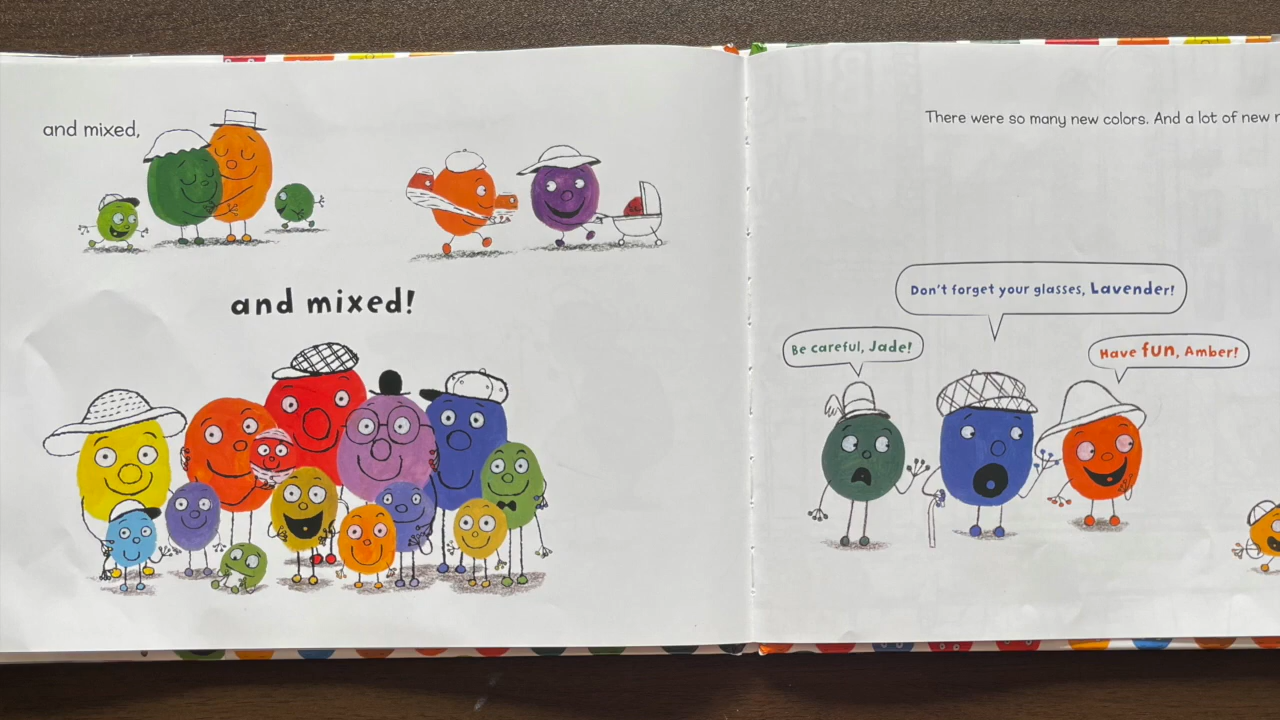 and mixed,
and mixed!
There were so many new colors. And a lot of new
Don't forget your glasses, Lavender!
Be careful, Jade!
Have fun, Amber!